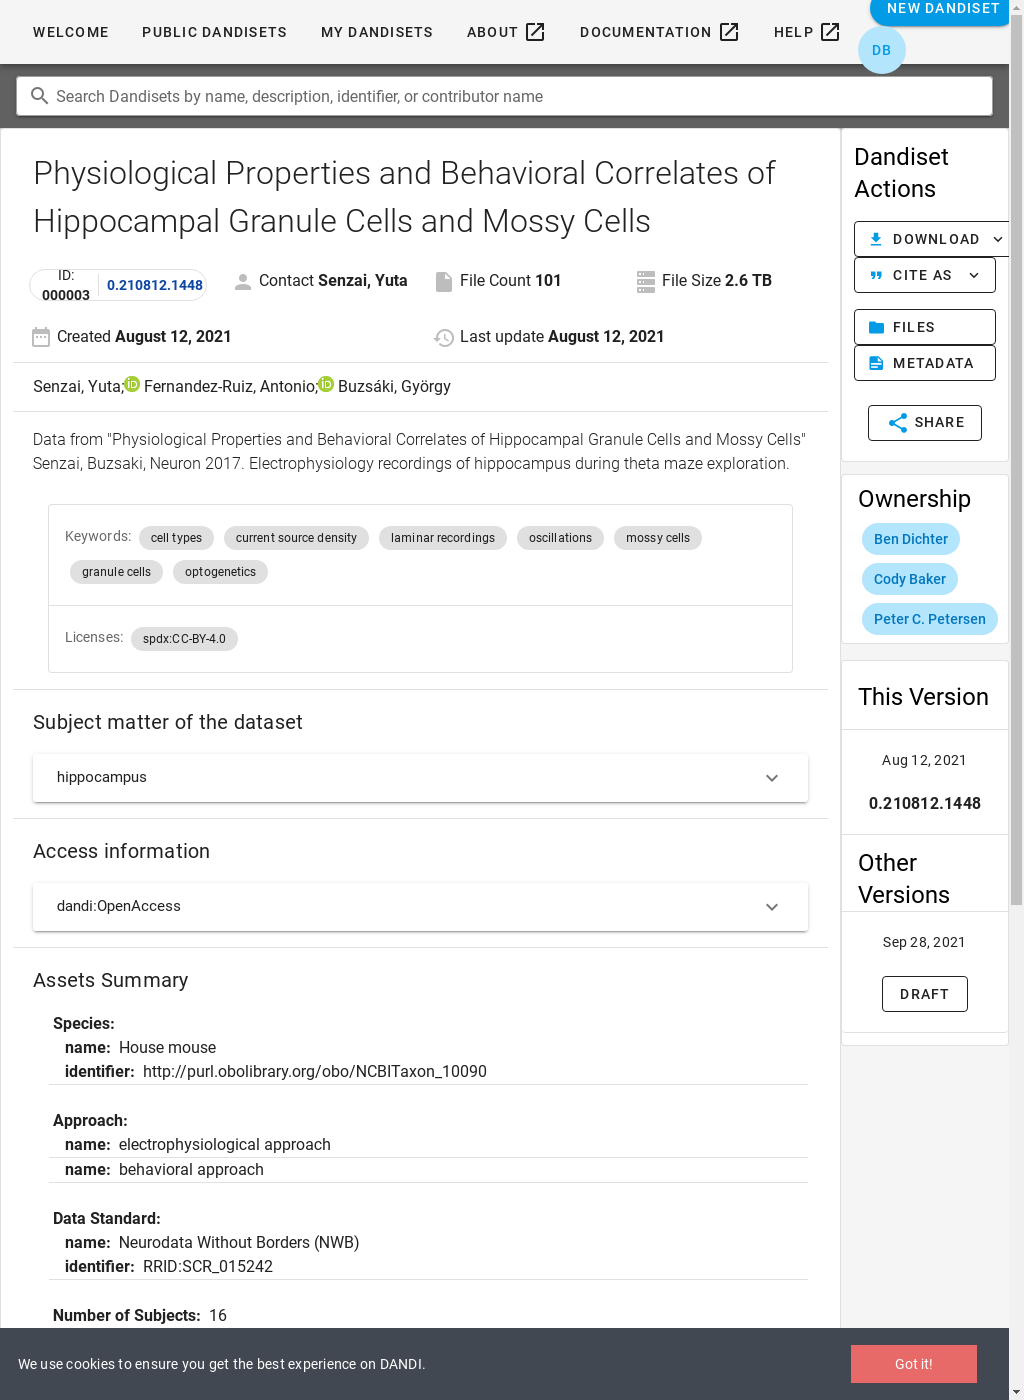 WELCOME
PUBLIC DANDISETS
MY DANDISETS
ABOUT
DOCUMENTATION
HELP
NEW DANDISET
DB
Search Dandisets by name, description, identifier, or contributor name
Physiological Properties and Behavioral Correlates of
Hippocampal Granule Cells and Mossy Cells
ID:
000003
0.210812.1448
Contact Senzai, Yuta
File Count 101
File Size 2.6 TB
Created August 12, 2021
Last update August 12, 2021
Senzai, Yuta; iD Fernandez-Ruiz, Antonio; iD Buzsáki, György
Data from "Physiological Properties and Behavioral Correlates of Hippocampal Granule Cells and Mossy Cells"
Senzai, Buzsaki, Neuron 2017. Electrophysiology recordings of hippocampus during theta maze exploration.
Keywords: cell types current source density laminar recordings oscillations mossy cells
granule cells optogenetics
Licenses: spdx:CC-BY-4.0
Subject matter of the dataset
hippocampus
Access information
dandi:OpenAccess
Assets Summary
Species:
name: House mouse
identifier: http://purl.obolibrary.org/obo/NCBITaxon_10090
Approach:
name: electrophysiological approach
name: behavioral approach
Data Standard:
name: Neurodata Without Borders (NWB)
identifier: RRID:SCR_015242
Number of Subjects: 16
Dandiset
Actions
DOWNLOAD
CITE AS
FILES
METADATA
SHARE
Ownership
Ben Dichter
Cody Baker
Peter C. Petersen
This Version
Aug 12, 2021
0.210812.1448
Other
Versions
Sep 28, 2021
DRAFT
We use cookies to ensure you get the best experience on DANDI.
Got it!